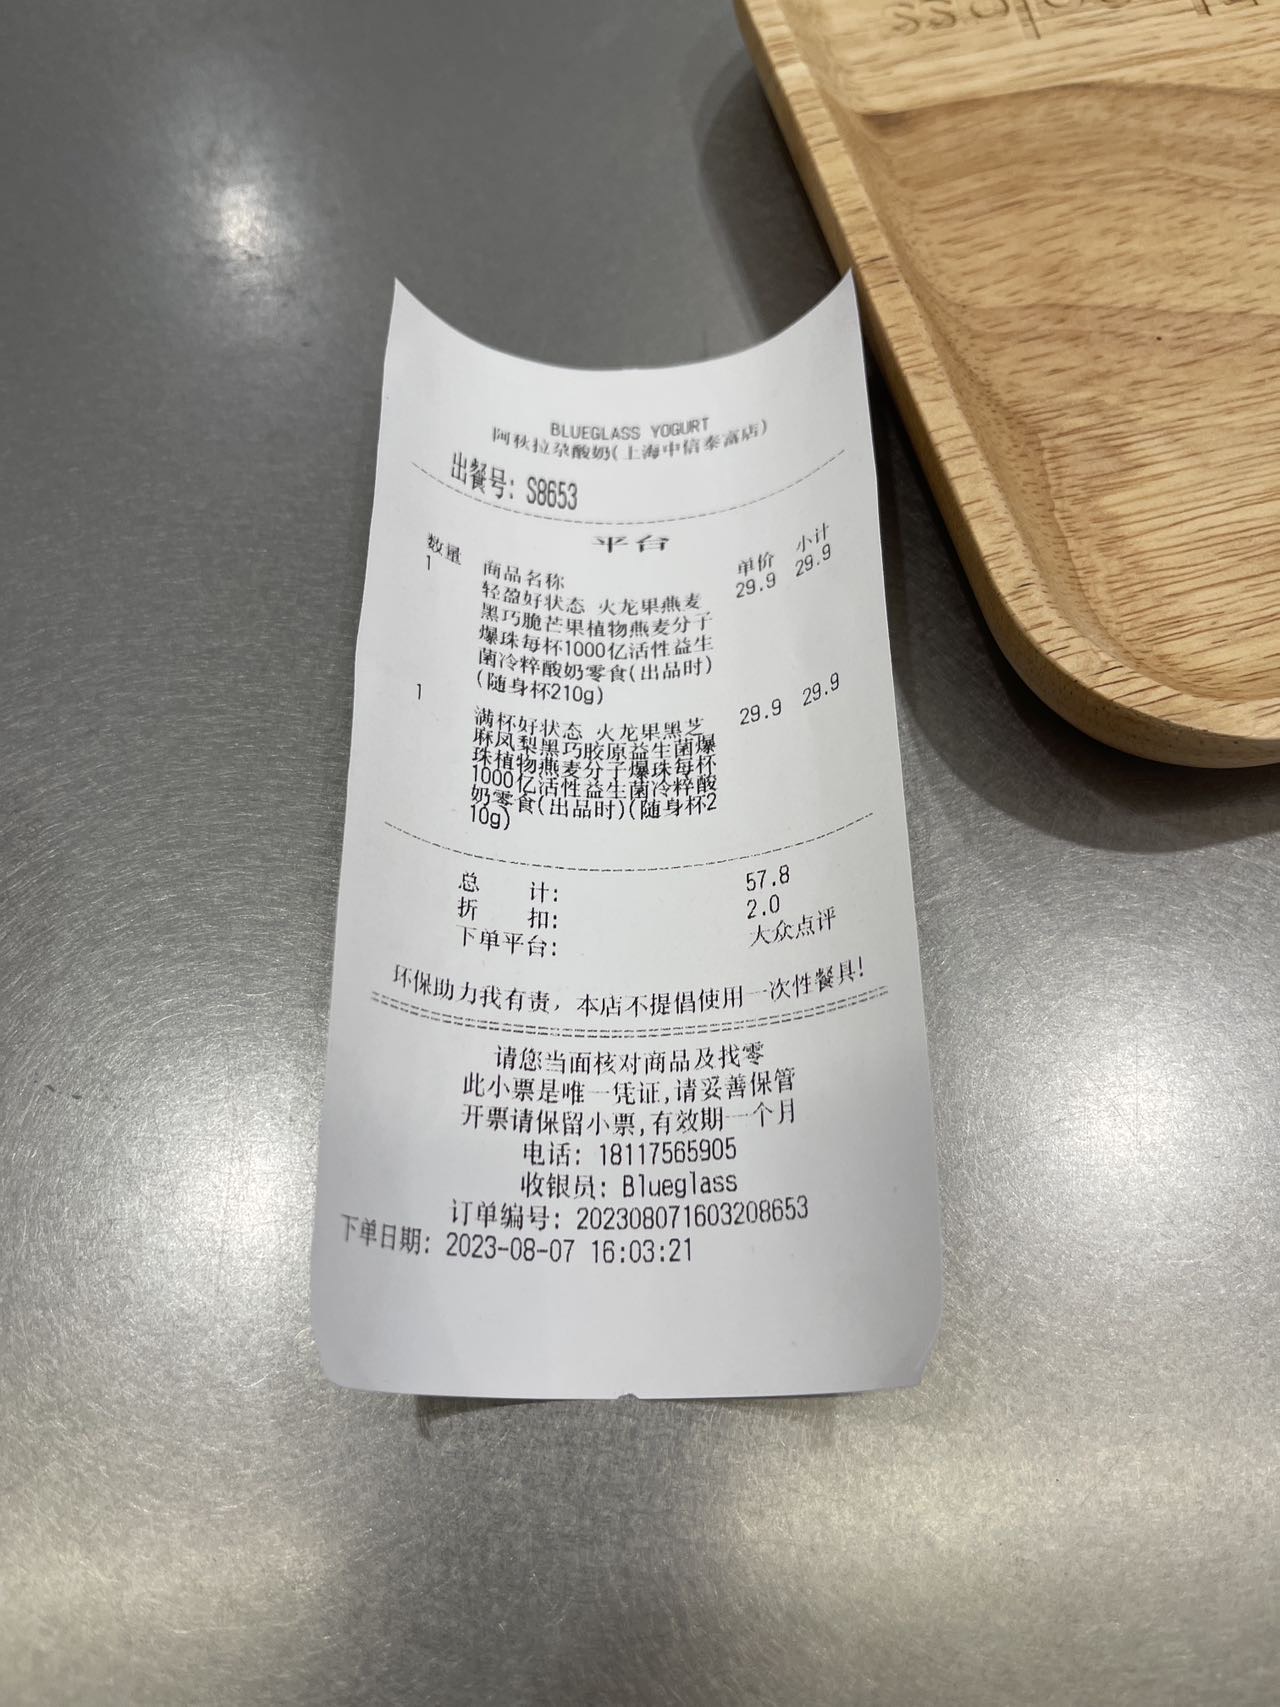 BLUEGLASS YOGURT
阿秋拉尕酸奶(上海中信泰富店)
出餐号: S8653
平台
数量 商品名称 单价 小计
1 轻盈好状态 火龙果燕麦 29.9 29.9
黑巧脆芒果植物燕麦分子
爆珠每杯1000亿活性益生
菌冷粹酸奶零食(出品时)
(随身杯210g)
1 满杯好状态 火龙果黑芝 29.9 29.9
麻凤梨黑巧胶原益生菌爆
珠植物燕麦分子爆珠每杯
1000亿活性益生菌冷粹酸
奶零食(出品时)(随身杯2
10g)
总 计: 57.8
折 扣: 2.0
下单平台: 大众点评
环保助力我有责，本店不提倡使用一次性餐具!
请您当面核对商品及找零
此小票是唯一凭证,请妥善保管
开票请保留小票,有效期一个月
电话: 18117565905
收银员: Blueglass
订单编号: 202308071603208653
下单日期: 2023-08-07 16:03:21